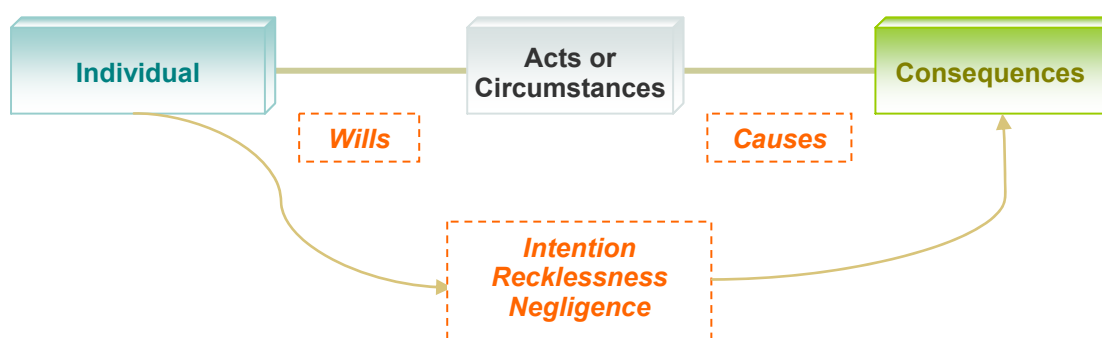 Individual
Acts or
Circumstances
Consequences
Wills
Causes
Intention
Recklessness
Negligence